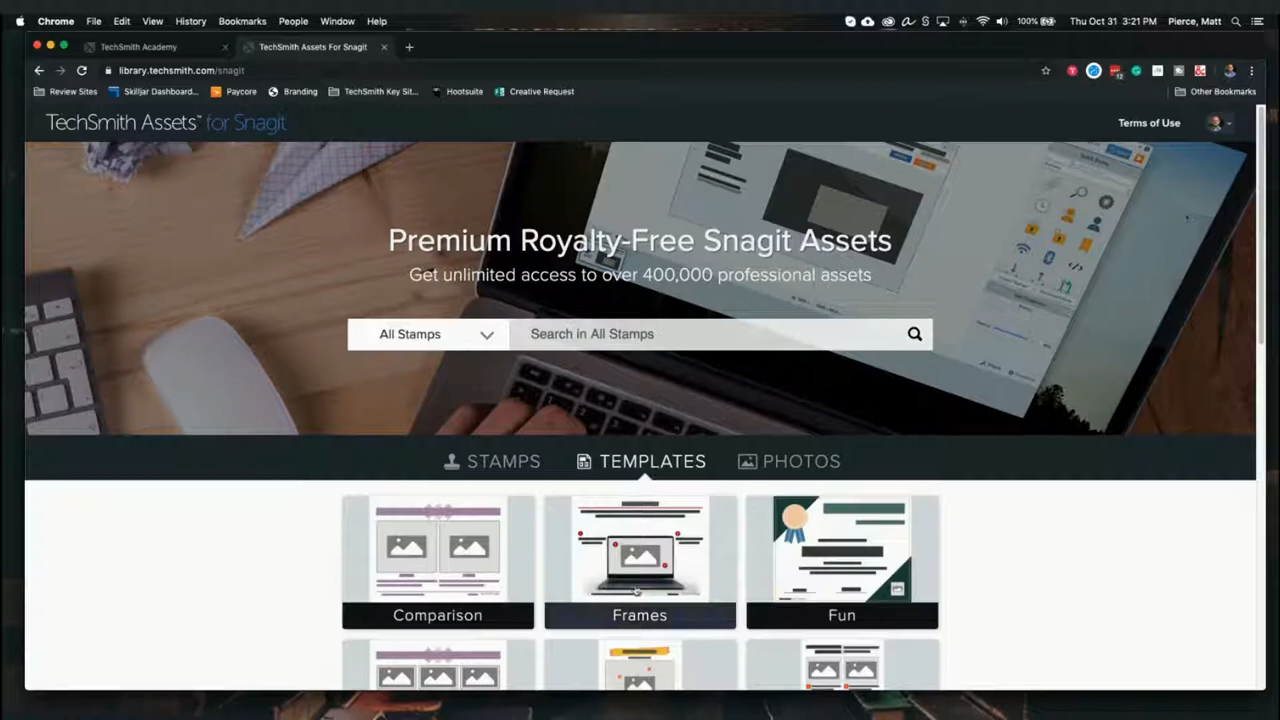 Chrome File Edit View History Bookmarks People Window Help 100% Thu Oct 31 3:21 PM Pierce, Matt
TechSmith Academy
TechSmith Assets For Snagit
library.techsmith.com/snagit
Review Sites Skilljar Dashboard... Paycore Branding TechSmith Key Sit... Hootsuite Creative Request Other Bookmarks
TechSmith Assets™ for Snagit
Terms of Use
Premium Royalty-Free Snagit Assets
Get unlimited access to over 400,000 professional assets
All Stamps
Search in All Stamps
STAMPS TEMPLATES PHOTOS
Comparison Frames Fun